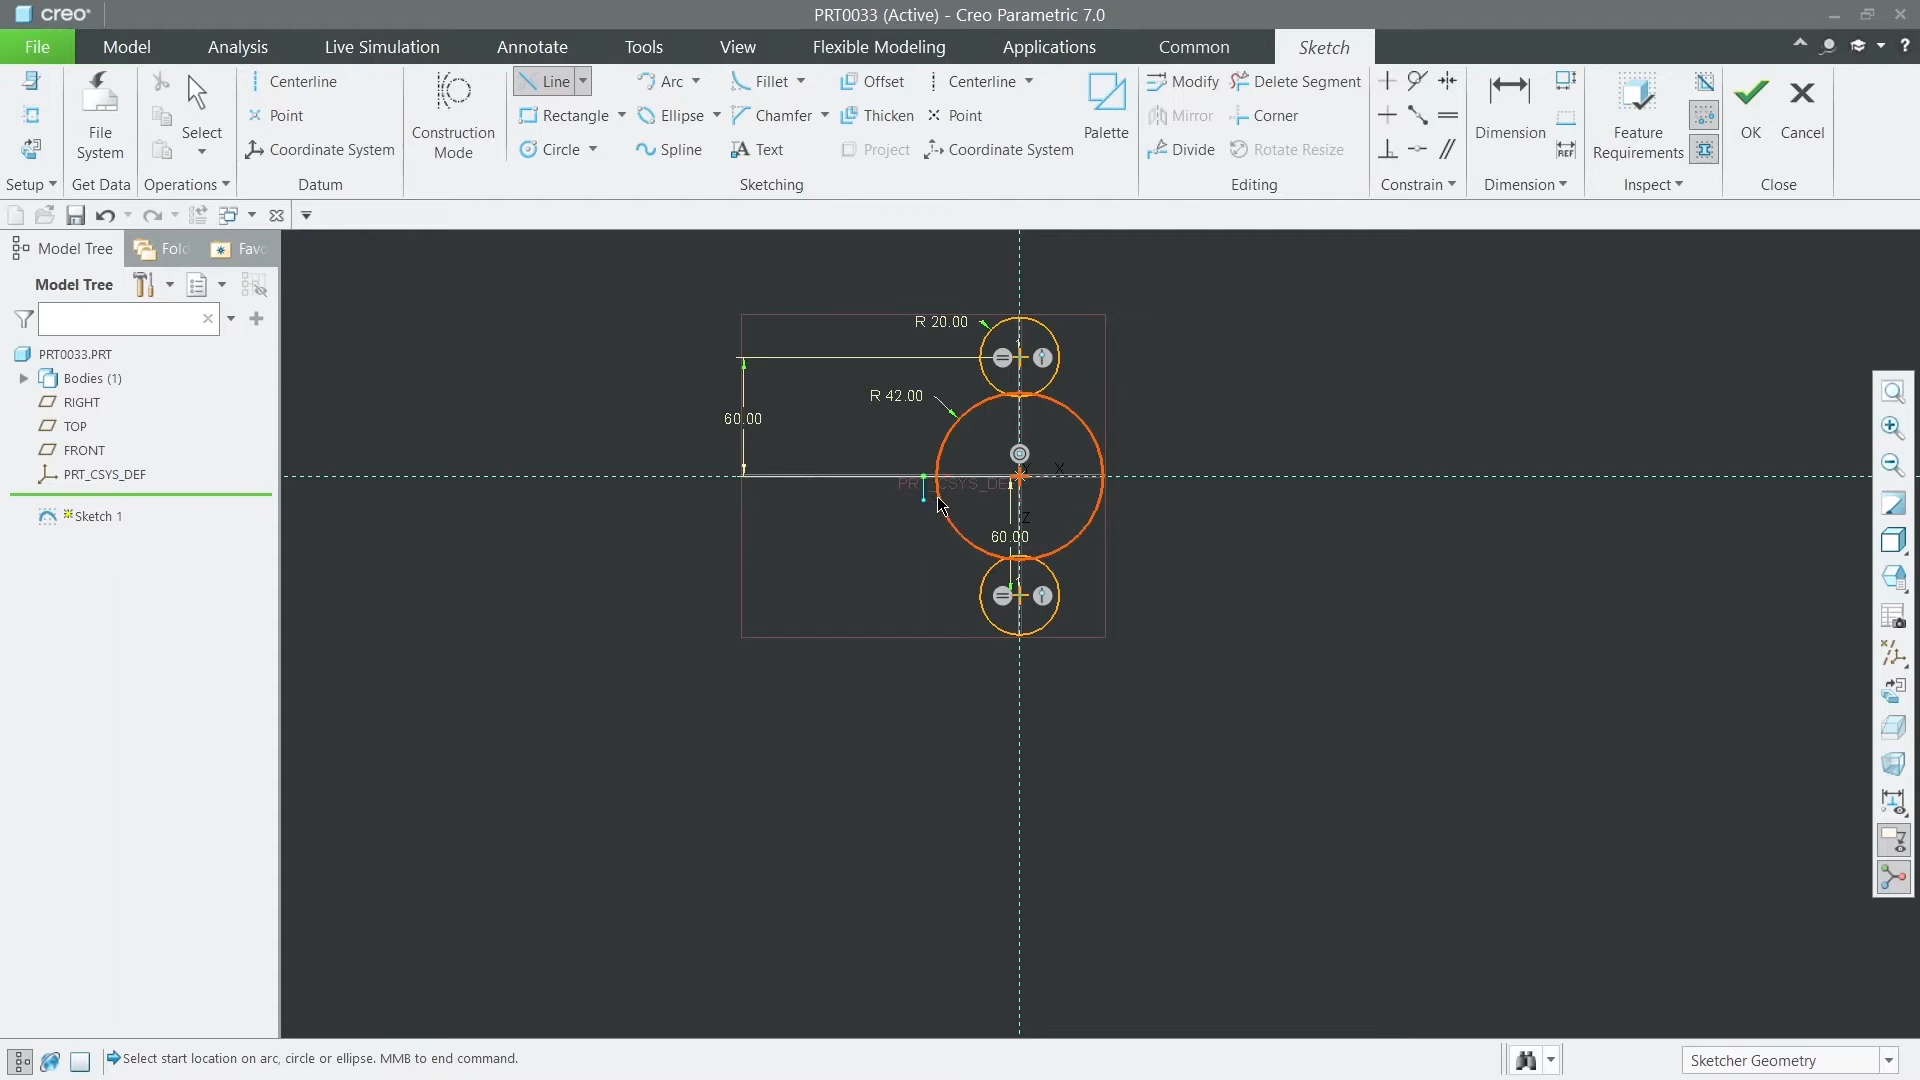 creo
PRT0033 (Active) - Creo Parametric 7.0
File Model Analysis Live Simulation Annotate Tools View Flexible Modeling Applications Common Sketch
Centerline Line Arc Fillet Offset Centerline Modify Delete Segment
Point Rectangle Ellipse Chamfer Thicken Point Mirror Corner
File System Select Coordinate System Construction Mode Circle Spline Text Project Coordinate System Palette Divide Rotate Resize Dimension REF Feature Requirements OK Cancel
Setup Get Data Operations Datum Sketching Editing Constrain Dimension Inspect Close
Model Tree Fold Favo
Model Tree
PRT0033.PRT
Bodies (1)
RIGHT
TOP
FRONT
PRT_CSYS_DEF
Sketch 1
R 20.00
R 42.00
60.00
Y X
PRT_CSYS_DE
Z
60.00
Select start location on arc, circle or ellipse. MMB to end command.
Sketcher Geometry